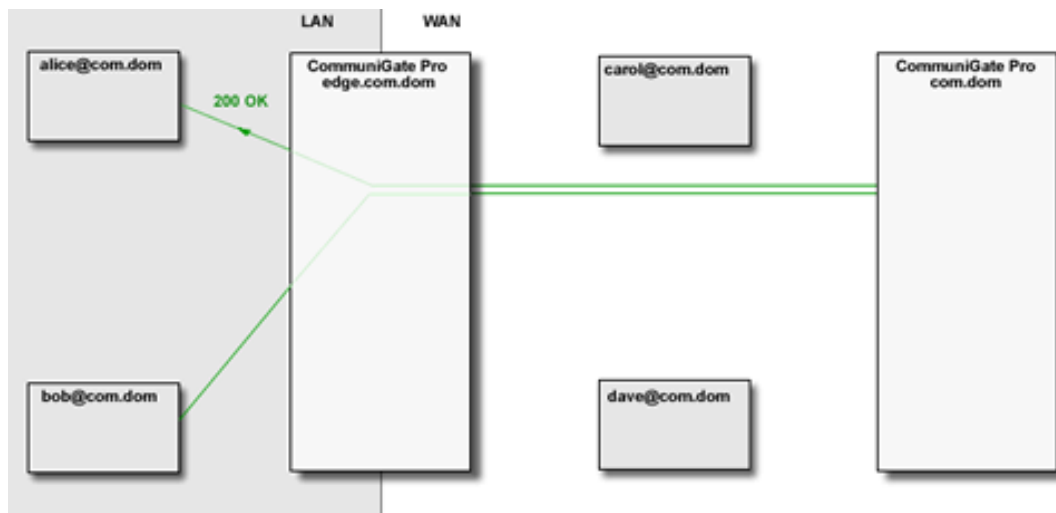 LAN
WAN
alice@com.dom
CommuniGate Pro
edge.com.dom
carol@com.dom
CommuniGate Pro
com.dom
200 OK
bob@com.dom
dave@com.dom